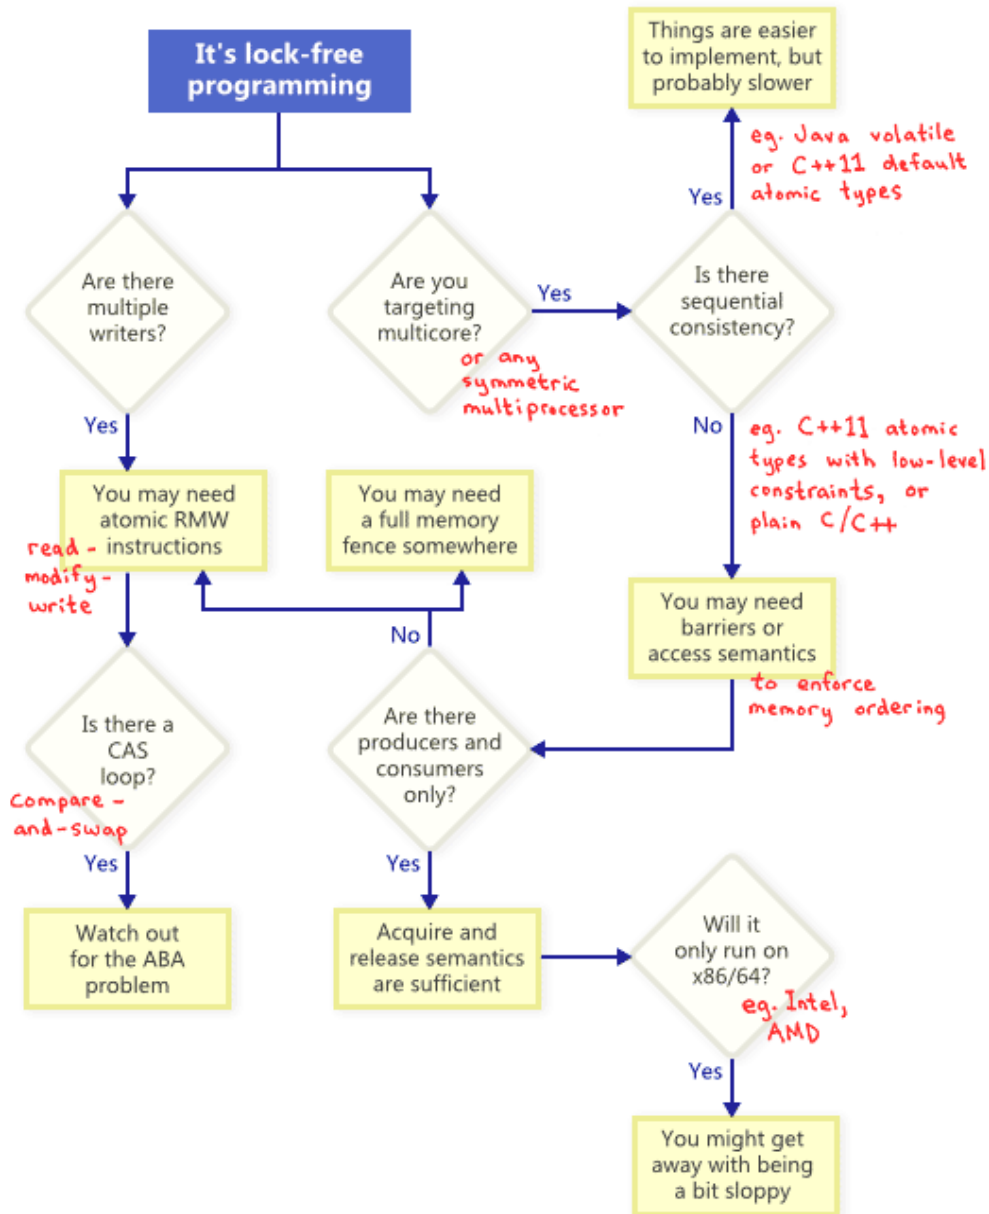 It's lock-free
programming
Things are easier
to implement, but
probably slower
eg. Java volatile
or C++11 default
atomic types
Yes
Are there
multiple
writers?
Are you
targeting
multicore?
or any
symmetric
multiprocessor
Yes
Is there
sequential
consistency?
Yes
No
eg. C++11 atomic
types with low-level
constraints, or
plain C/C++
You may need
atomic RMW
instructions
read-
modify-
write
You may need
a full memory
fence somewhere
No
You may need
barriers or
access semantics
to enforce
memory ordering
Is there a
CAS
loop?
Compare-
and-swap
Are there
producers and
consumers
only?
Yes
Yes
Watch out
for the ABA
problem
Acquire and
release semantics
are sufficient
Will it
only run on
x86/64?
eg. Intel,
AMD
Yes
You might get
away with being
a bit sloppy